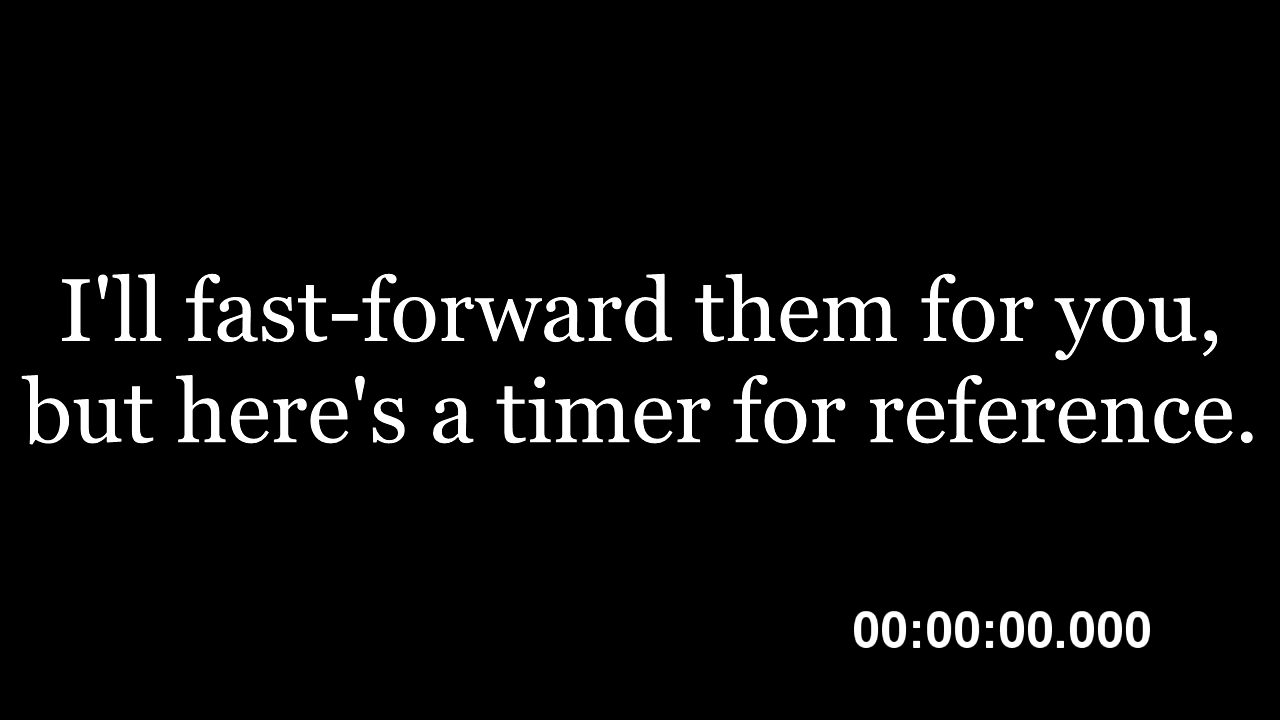 I'll fast-forward them for you,
but here's a timer for reference.
00:00:00.000